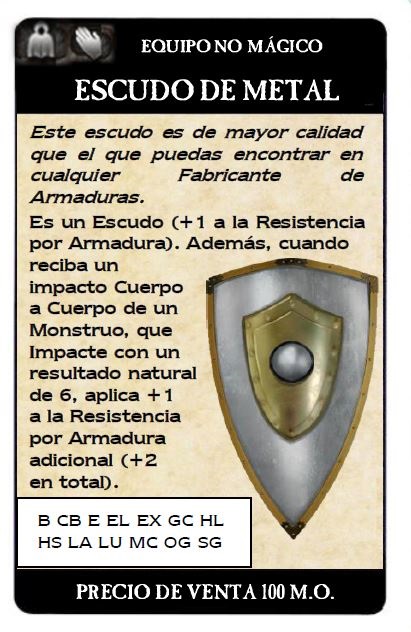 EQUIPO NO MÁGICO
ESCUDO DE METAL
Este escudo es de mayor calidad
que el que puedas encontrar en
cualquier Fabricante de
Armaduras.
Es un Escudo (+1 a la Resistencia
por Armadura). Además, cuando
reciba un
impacto Cuerpo
a Cuerpo de un
Monstruo, que
Impacte con un
resultado natural
de 6, aplica +1
a la Resistencia
por Armadura
adicional (+2
en total).
B CB E EL EX GC HL
HS LA LU MC OG SG
PRECIO DE VENTA 100 M.O.